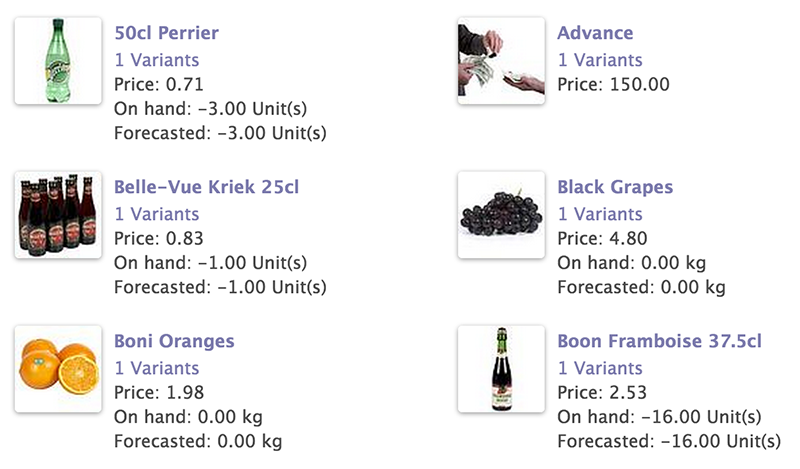 50cl Perrier
1 Variants
Price: 0.71
On hand: -3.00 Unit(s)
Forecasted: -3.00 Unit(s)
Advance
1 Variants
Price: 150.00
Belle-Vue Kriek 25cl
1 Variants
Price: 0.83
On hand: -1.00 Unit(s)
Forecasted: -1.00 Unit(s)
Black Grapes
1 Variants
Price: 4.80
On hand: 0.00 kg
Forecasted: 0.00 kg
Boni Oranges
1 Variants
Price: 1.98
On hand: 0.00 kg
Forecasted: 0.00 kg
Boon Framboise 37.5cl
1 Variants
Price: 2.53
On hand: -16.00 Unit(s)
Forecasted: -16.00 Unit(s)